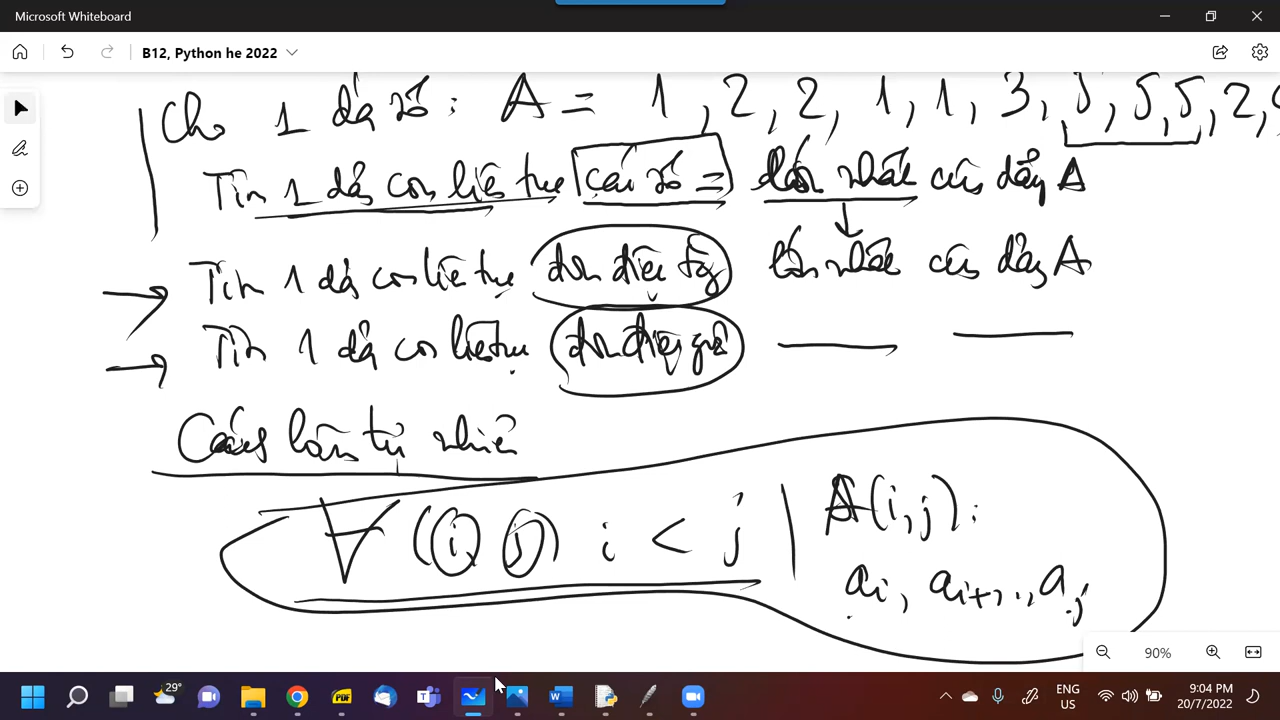 Microsoft Whiteboard
B12, Python he 2022
Cho 1 dãy số : A = 1, 2, 2, 1, 1, 3, 5, 5, 5, 2,
Tìm 1 dãy con liên tục các số = lớn nhất của dãy A
Tìm 1 dãy con liên tục đơn điệu tăng lớn nhất của dãy A
Tìm 1 dãy con liên tục đơn điệu giảm
Cách làm tự nhiên
∀ (i, j) i < j | A(i, j) :
ai, ai+1.., aj
90%
29°
ENG
9:04 PM
US
20/7/2022